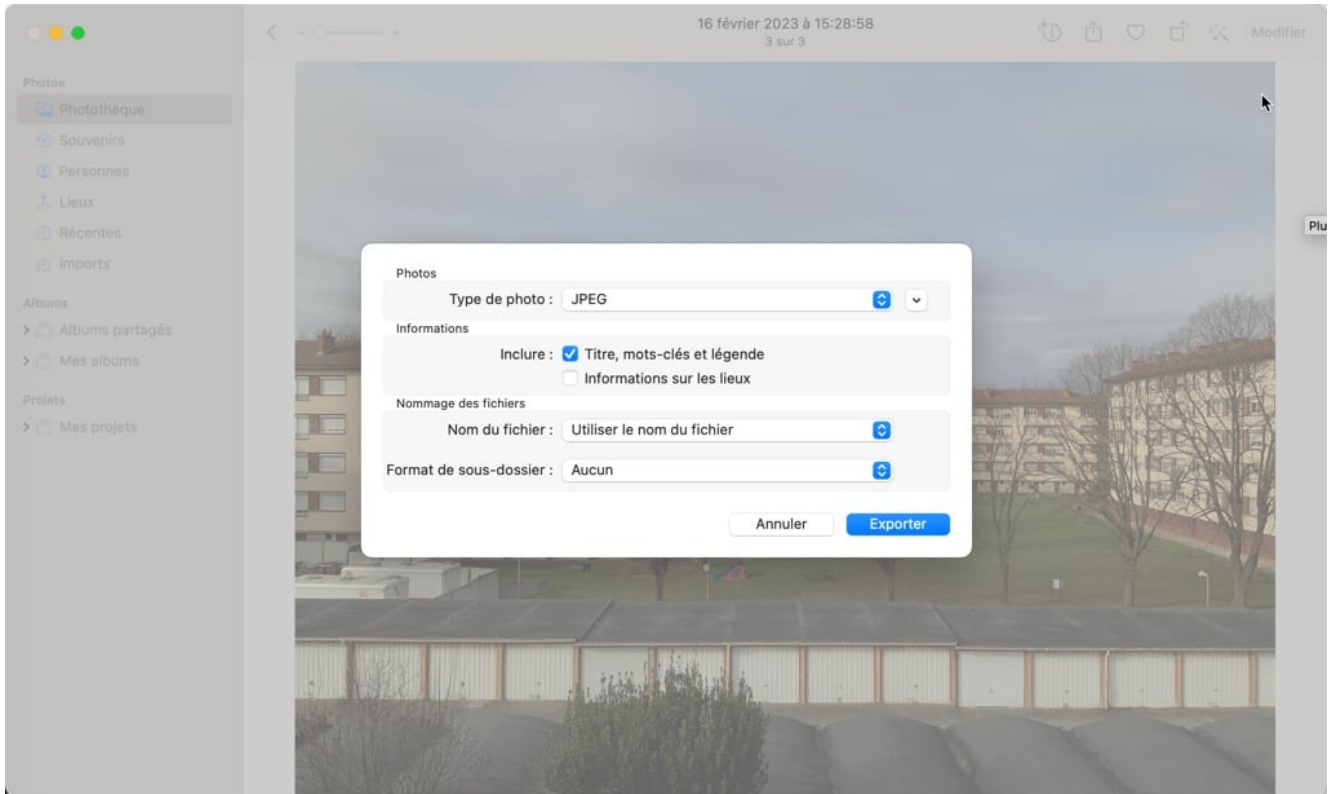 16 février 2023 à 15:28:58
3 sur 3
Modifier
Photos
Photothèque
Souvenirs
Personnes
Lieux
Récentes
Imports
Albums
Albums partagés
Mes albums
Projets
Mes projets
Plu
Photos
Type de photo : JPEG
Informations
Inclure : Titre, mots-clés et légende
Informations sur les lieux
Nommage des fichiers
Nom du fichier : Utiliser le nom du fichier
Format de sous-dossier : Aucun
Annuler Exporter